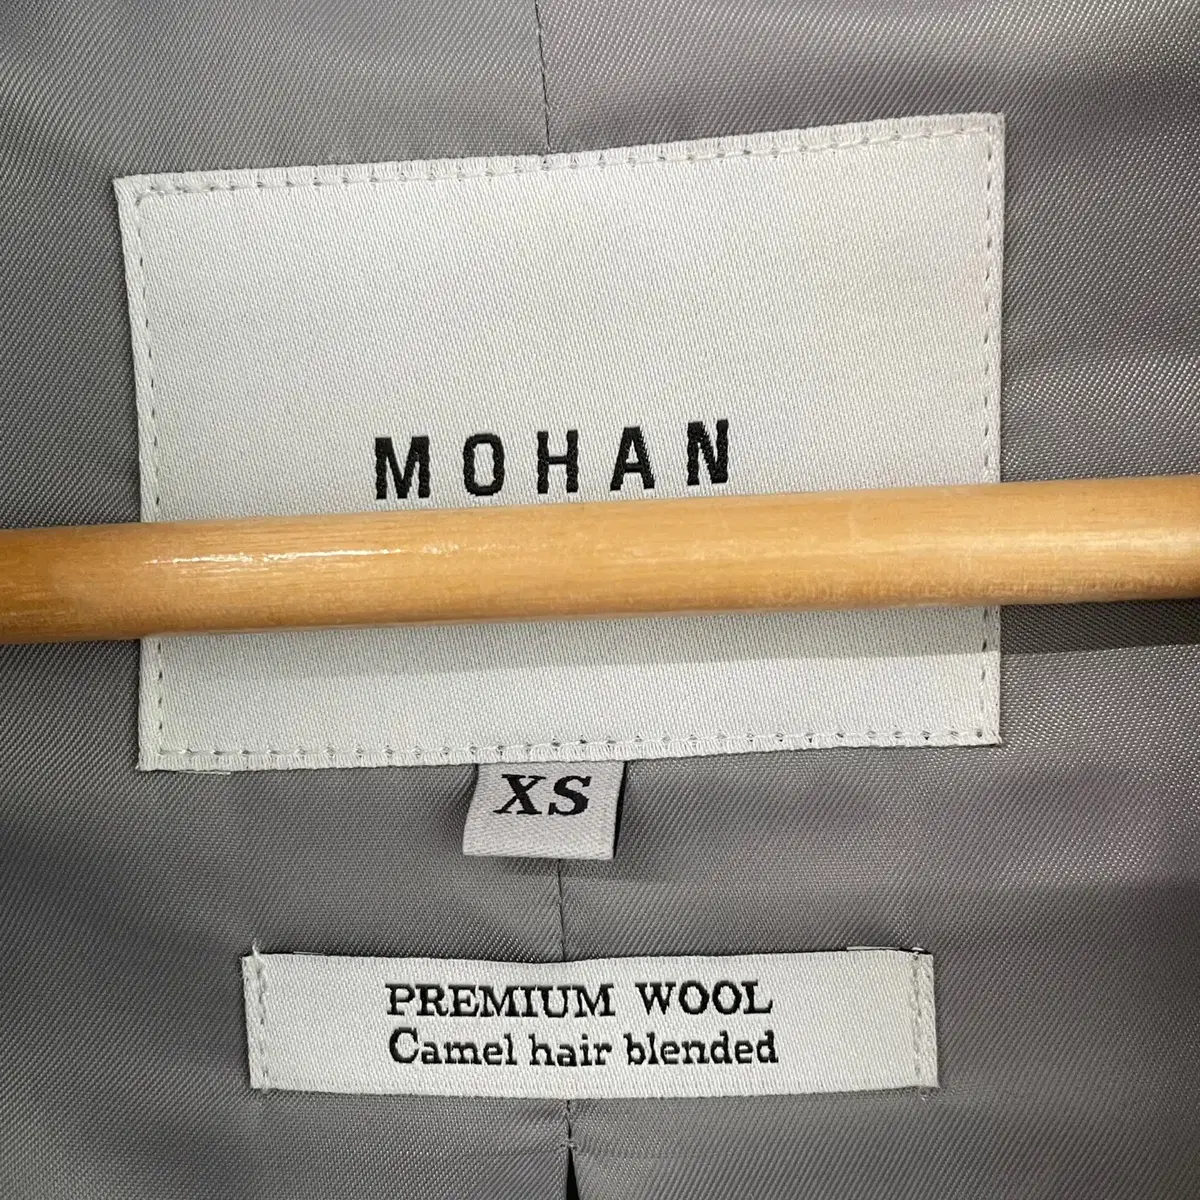 MOHAN
XS
PREMIUM WOOL
Camel hair blended